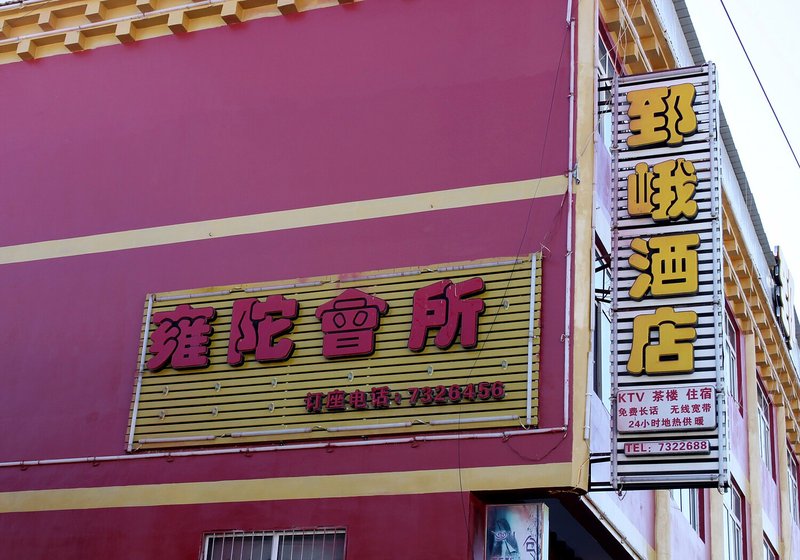 雍陀會所
订座电话:7326456
郅峨酒店
KTV 茶楼 住宿
免费长话 无线宽带
24小时地热供暖
TEL: 7322688